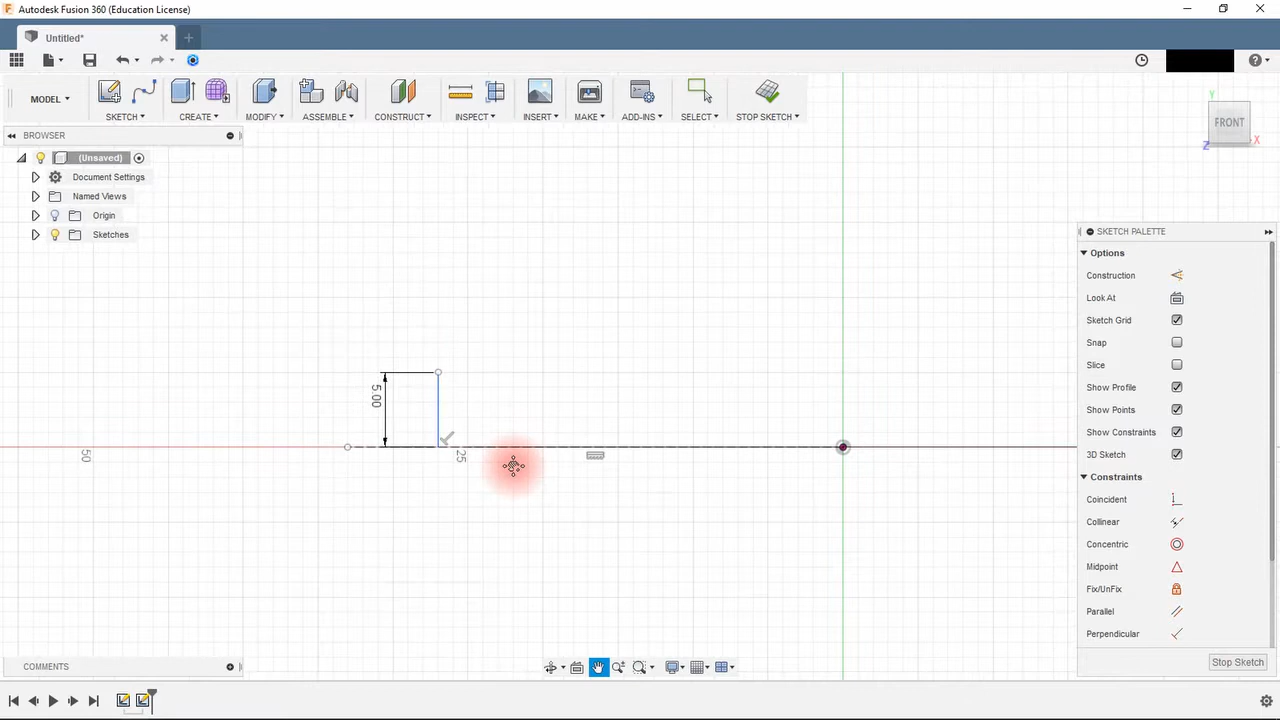 Autodesk Fusion 360 (Education License)
Untitled*
MODEL
SKETCH
CREATE
MODIFY
ASSEMBLE
CONSTRUCT
INSPECT
INSERT
MAKE
ADD-INS
SELECT
STOP SKETCH
BROWSER
(Unsaved)
Document Settings
Named Views
Origin
Sketches
Y
FRONT
X
Z
5.00
50
25
SKETCH PALETTE
Options
Construction
Look At
Sketch Grid
Snap
Slice
Show Profile
Show Points
Show Constraints
3D Sketch
Constraints
Coincident
Collinear
Concentric
Midpoint
Fix/UnFix
Parallel
Perpendicular
Stop Sketch
COMMENTS